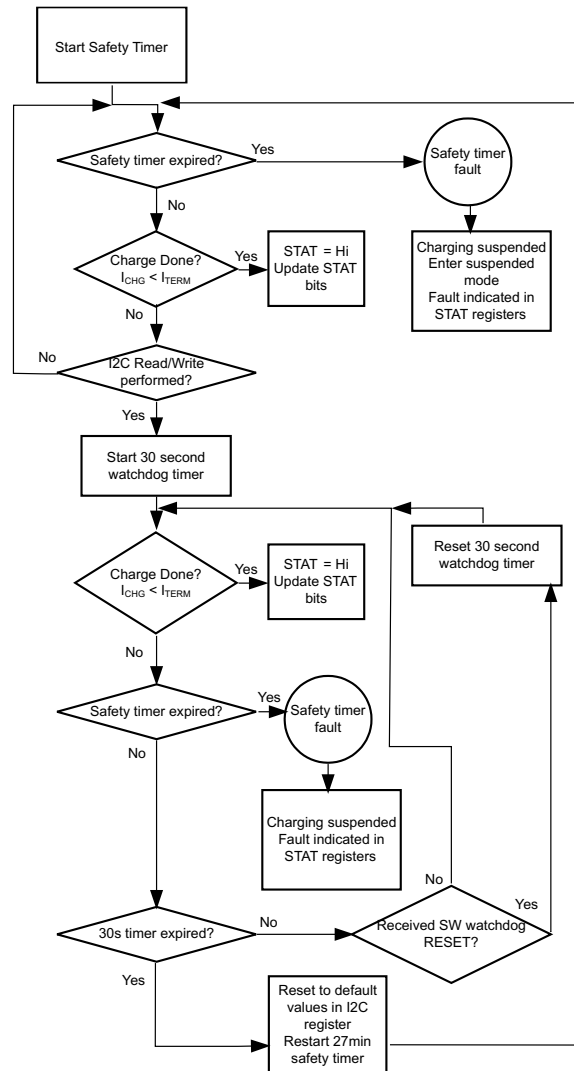 Start Safety Timer
Safety timer expired?
Yes
Safety timer
fault
No
Charging suspended
Enter suspended
mode
Fault indicated in
STAT registers
Charge Done?
ICHG < ITERM
Yes
STAT = Hi
Update STAT
bits
No
No
I2C Read/Write
performed?
Yes
Start 30 second
watchdog timer
Reset 30 second
watchdog timer
Charge Done?
ICHG < ITERM
Yes
STAT = Hi
Update STAT
bits
No
Safety timer expired?
Yes
Safety timer
fault
No
Charging suspended
Fault indicated in
STAT registers
No
Yes
30s timer expired?
No
Received SW watchdog
RESET?
Yes
Reset to default
values in I2C
register
Restart 27min
safety timer